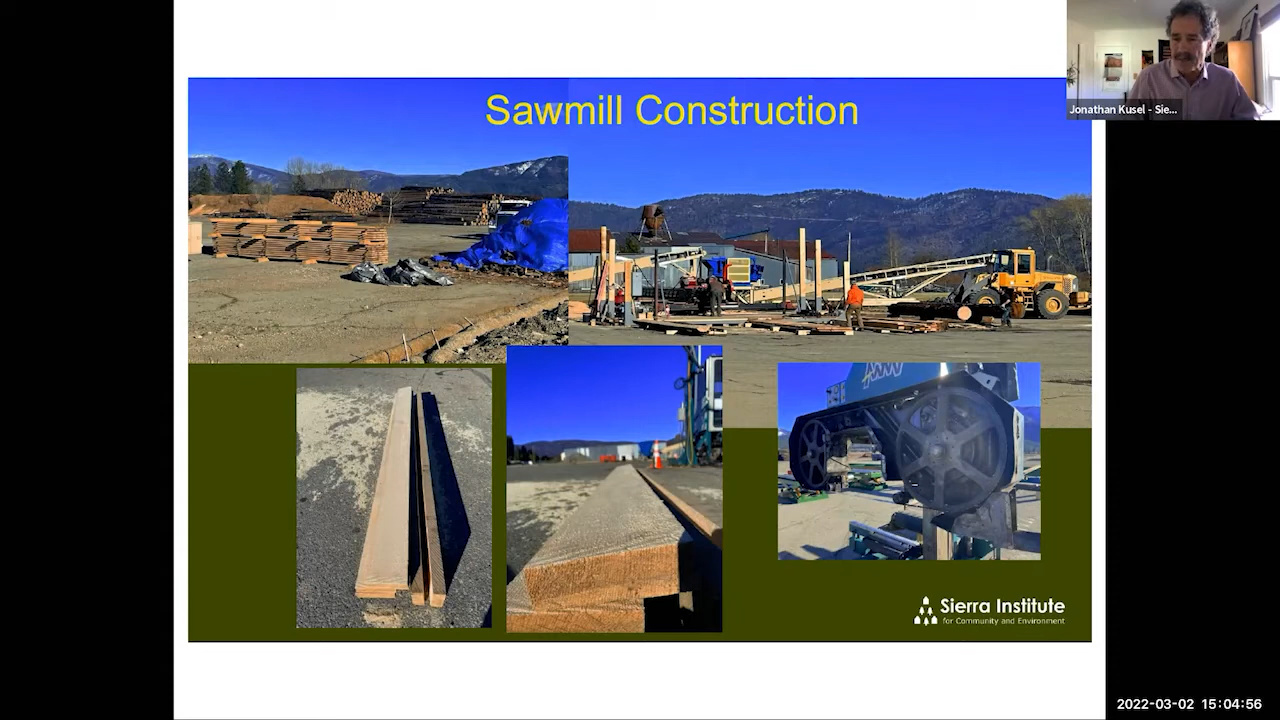 Sawmill Construction
Jonathan Kusel - Sie...
Sierra Institute
for Community and Environment
2022-03-02 15:04:56